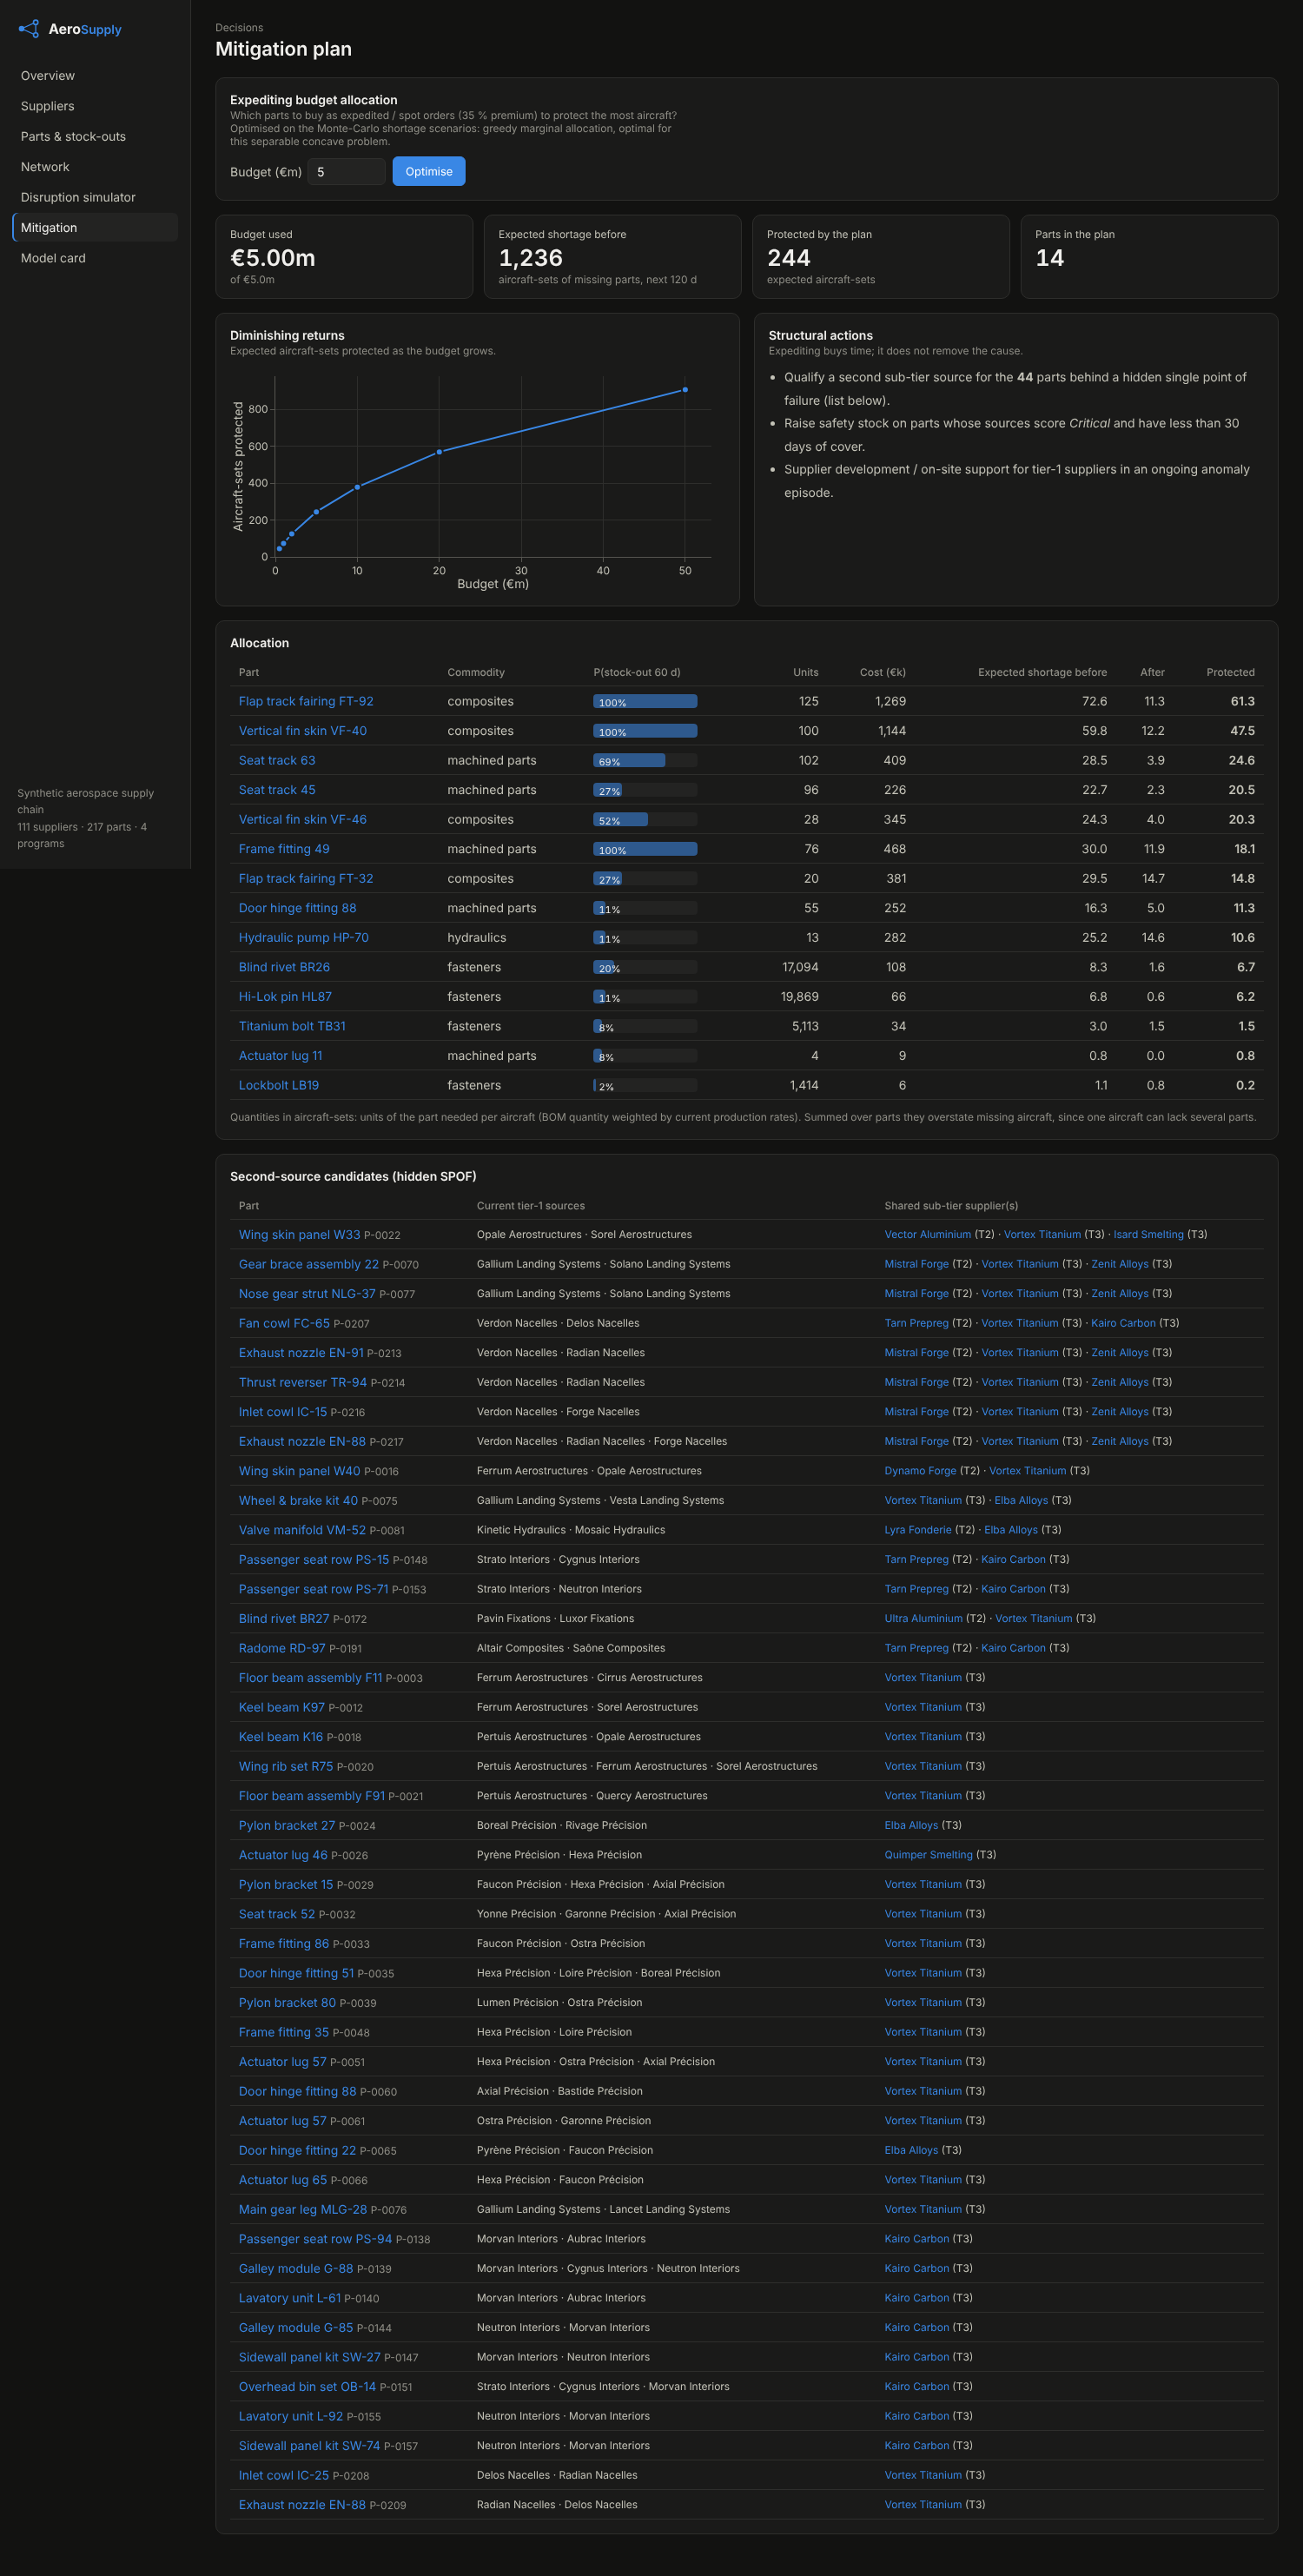 AeroSupply
Overview
Suppliers
Parts & stock-outs
Network
Disruption simulator
Mitigation
Model card
Synthetic aerospace supply
chain
111 suppliers · 217 parts · 4
programs
Decisions
Mitigation plan
Expediting budget allocation
Which parts to buy as expedited / spot orders (35 % premium) to protect the most aircraft?
Optimised on the Monte-Carlo shortage scenarios: greedy marginal allocation, optimal for
this separable concave problem.
Budget (€m) 5 Optimise
Budget used
€5.00m
of €5.0m
Expected shortage before
1,236
aircraft-sets of missing parts, next 120 d
Protected by the plan
244
expected aircraft-sets
Parts in the plan
14
Diminishing returns
Expected aircraft-sets protected as the budget grows.
Aircraft-sets protected
800
600
400
200
0
0 10 20 30 40 50
Budget (€m)
Structural actions
Expediting buys time; it does not remove the cause.
• Qualify a second sub-tier source for the 44 parts behind a hidden single point of
failure (list below).
• Raise safety stock on parts whose sources score Critical and have less than 30
days of cover.
• Supplier development / on-site support for tier-1 suppliers in an ongoing anomaly
episode.
Allocation
Part Commodity P(stock-out 60 d) Units Cost (€k) Expected shortage before After Protected
Flap track fairing FT-92 composites 100% 125 1,269 72.6 11.3 61.3
Vertical fin skin VF-40 composites 100% 100 1,144 59.8 12.2 47.5
Seat track 63 machined parts 69% 102 409 28.5 3.9 24.6
Seat track 45 machined parts 27% 96 226 22.7 2.3 20.5
Vertical fin skin VF-46 composites 52% 28 345 24.3 4.0 20.3
Frame fitting 49 machined parts 100% 76 468 30.0 11.9 18.1
Flap track fairing FT-32 composites 27% 20 381 29.5 14.7 14.8
Door hinge fitting 88 machined parts 11% 55 252 16.3 5.0 11.3
Hydraulic pump HP-70 hydraulics 11% 13 282 25.2 14.6 10.6
Blind rivet BR26 fasteners 20% 17,094 108 8.3 1.6 6.7
Hi-Lok pin HL87 fasteners 11% 19,869 66 6.8 0.6 6.2
Titanium bolt TB31 fasteners 8% 5,113 34 3.0 1.5 1.5
Actuator lug 11 machined parts 8% 4 9 0.8 0.0 0.8
Lockbolt LB19 fasteners 2% 1,414 6 1.1 0.8 0.2
Quantities in aircraft-sets: units of the part needed per aircraft (BOM quantity weighted by current production rates). Summed over parts they overstate missing aircraft, since one aircraft can lack several parts.
Second-source candidates (hidden SPOF)
Part Current tier-1 sources Shared sub-tier supplier(s)
Wing skin panel W33 P-0022 Opale Aerostructures · Sorel Aerostructures Vector Aluminium (T2) · Vortex Titanium (T3) · Isard Smelting (T3)
Gear brace assembly 22 P-0070 Gallium Landing Systems · Solano Landing Systems Mistral Forge (T2) · Vortex Titanium (T3) · Zenit Alloys (T3)
Nose gear strut NLG-37 P-0077 Gallium Landing Systems · Solano Landing Systems Mistral Forge (T2) · Vortex Titanium (T3) · Zenit Alloys (T3)
Fan cowl FC-65 P-0207 Verdon Nacelles · Delos Nacelles Tarn Prepreg (T2) · Vortex Titanium (T3) · Kairo Carbon (T3)
Exhaust nozzle EN-91 P-0213 Verdon Nacelles · Radian Nacelles Mistral Forge (T2) · Vortex Titanium (T3) · Zenit Alloys (T3)
Thrust reverser TR-94 P-0214 Verdon Nacelles · Radian Nacelles Mistral Forge (T2) · Vortex Titanium (T3) · Zenit Alloys (T3)
Inlet cowl IC-15 P-0216 Verdon Nacelles · Forge Nacelles Mistral Forge (T2) · Vortex Titanium (T3) · Zenit Alloys (T3)
Exhaust nozzle EN-88 P-0217 Verdon Nacelles · Radian Nacelles · Forge Nacelles Mistral Forge (T2) · Vortex Titanium (T3) · Zenit Alloys (T3)
Wing skin panel W40 P-0016 Ferrum Aerostructures · Opale Aerostructures Dynamo Forge (T2) · Vortex Titanium (T3)
Wheel & brake kit 40 P-0075 Gallium Landing Systems · Vesta Landing Systems Vortex Titanium (T3) · Elba Alloys (T3)
Valve manifold VM-52 P-0081 Kinetic Hydraulics · Mosaic Hydraulics Lyra Fonderie (T2) · Elba Alloys (T3)
Passenger seat row PS-15 P-0148 Strato Interiors · Cygnus Interiors Tarn Prepreg (T2) · Kairo Carbon (T3)
Passenger seat row PS-71 P-0153 Strato Interiors · Neutron Interiors Tarn Prepreg (T2) · Kairo Carbon (T3)
Blind rivet BR27 P-0172 Pavin Fixations · Luxor Fixations Ultra Aluminium (T2) · Vortex Titanium (T3)
Radome RD-97 P-0191 Altair Composites · Saône Composites Tarn Prepreg (T2) · Kairo Carbon (T3)
Floor beam assembly F11 P-0003 Ferrum Aerostructures · Cirrus Aerostructures Vortex Titanium (T3)
Keel beam K97 P-0012 Ferrum Aerostructures · Sorel Aerostructures Vortex Titanium (T3)
Keel beam K16 P-0018 Pertuis Aerostructures · Opale Aerostructures Vortex Titanium (T3)
Wing rib set R75 P-0020 Pertuis Aerostructures · Ferrum Aerostructures · Sorel Aerostructures Vortex Titanium (T3)
Floor beam assembly F91 P-0021 Pertuis Aerostructures · Quercy Aerostructures Vortex Titanium (T3)
Pylon bracket 27 P-0024 Boreal Précision · Rivage Précision Elba Alloys (T3)
Actuator lug 46 P-0026 Pyrène Précision · Hexa Précision Quimper Smelting (T3)
Pylon bracket 15 P-0029 Faucon Précision · Hexa Précision · Axial Précision Vortex Titanium (T3)
Seat track 52 P-0032 Yonne Précision · Garonne Précision · Axial Précision Vortex Titanium (T3)
Frame fitting 86 P-0033 Faucon Précision · Ostra Précision Vortex Titanium (T3)
Door hinge fitting 51 P-0035 Hexa Précision · Loire Précision · Boreal Précision Vortex Titanium (T3)
Pylon bracket 80 P-0039 Lumen Précision · Ostra Précision Vortex Titanium (T3)
Frame fitting 35 P-0048 Hexa Précision · Loire Précision Vortex Titanium (T3)
Actuator lug 57 P-0051 Hexa Précision · Ostra Précision · Axial Précision Vortex Titanium (T3)
Door hinge fitting 88 P-0060 Axial Précision · Bastide Précision Vortex Titanium (T3)
Actuator lug 57 P-0061 Ostra Précision · Garonne Précision Vortex Titanium (T3)
Door hinge fitting 22 P-0065 Pyrène Précision · Faucon Précision Elba Alloys (T3)
Actuator lug 65 P-0066 Hexa Précision · Faucon Précision Vortex Titanium (T3)
Main gear leg MLG-28 P-0076 Gallium Landing Systems · Lancet Landing Systems Vortex Titanium (T3)
Passenger seat row PS-94 P-0138 Morvan Interiors · Aubrac Interiors Kairo Carbon (T3)
Galley module G-88 P-0139 Morvan Interiors · Cygnus Interiors · Neutron Interiors Kairo Carbon (T3)
Lavatory unit L-61 P-0140 Morvan Interiors · Aubrac Interiors Kairo Carbon (T3)
Galley module G-85 P-0144 Neutron Interiors · Morvan Interiors Kairo Carbon (T3)
Sidewall panel kit SW-27 P-0147 Morvan Interiors · Neutron Interiors Kairo Carbon (T3)
Overhead bin set OB-14 P-0151 Strato Interiors · Cygnus Interiors · Morvan Interiors Kairo Carbon (T3)
Lavatory unit L-92 P-0155 Neutron Interiors · Morvan Interiors Kairo Carbon (T3)
Sidewall panel kit SW-74 P-0157 Neutron Interiors · Morvan Interiors Kairo Carbon (T3)
Inlet cowl IC-25 P-0208 Delos Nacelles · Radian Nacelles Vortex Titanium (T3)
Exhaust nozzle EN-88 P-0209 Radian Nacelles · Delos Nacelles Vortex Titanium (T3)